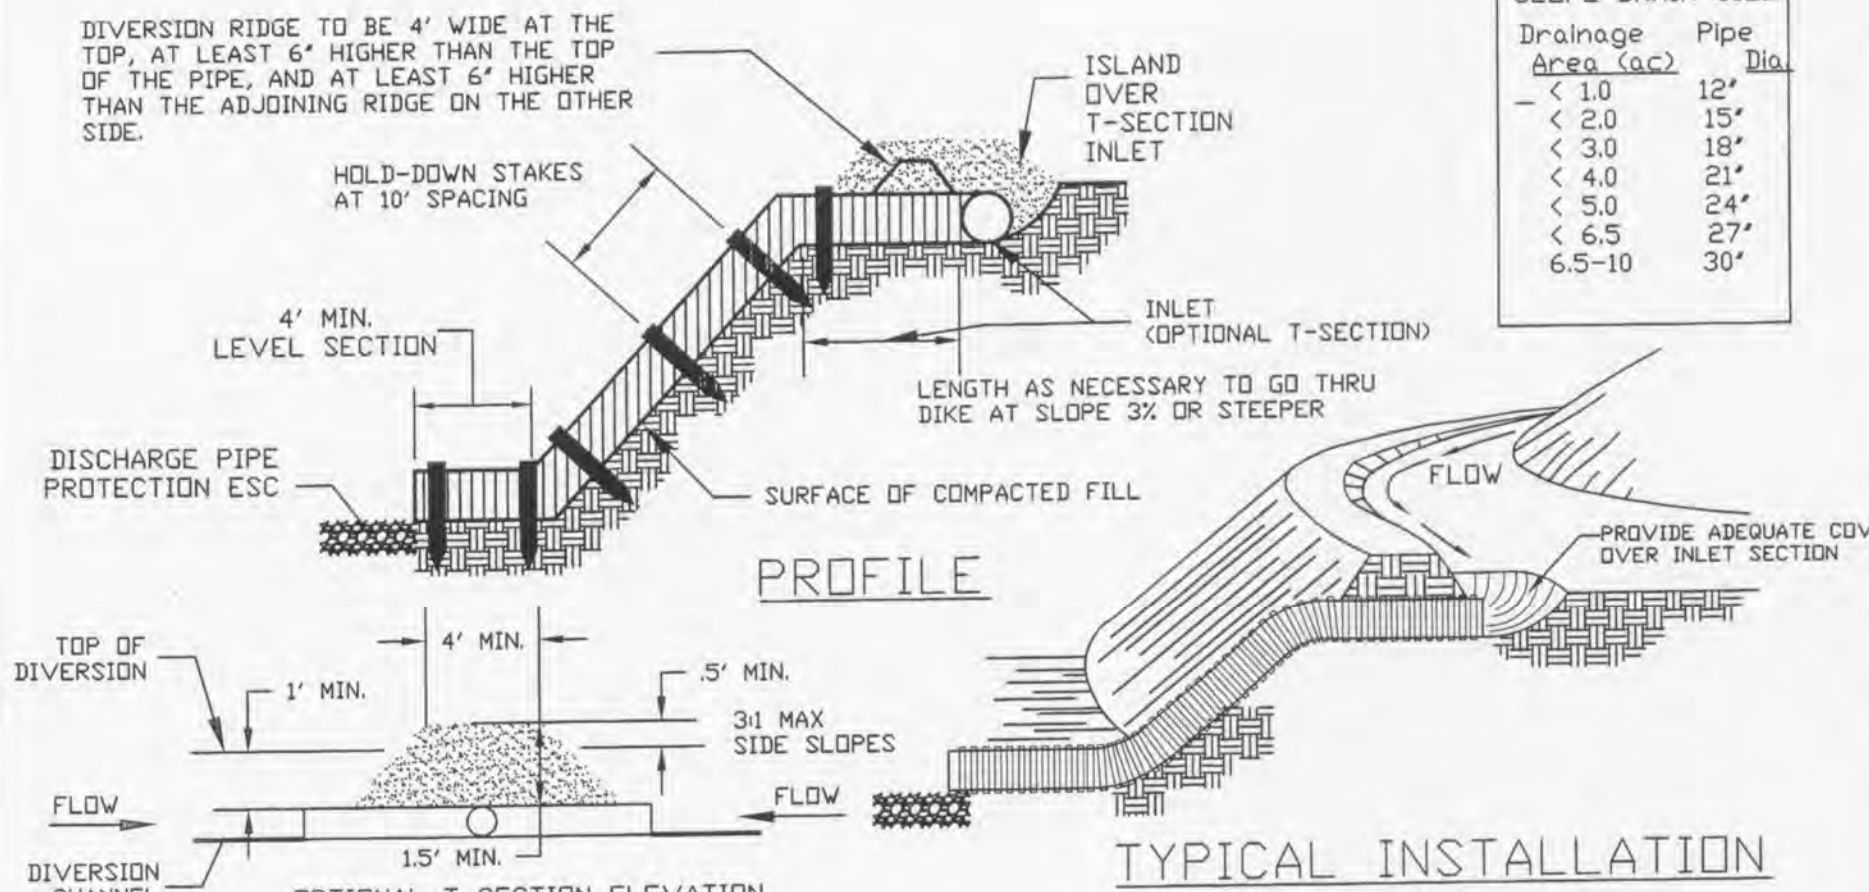 DIVERSION RIDGE TO BE 4' WIDE AT THE
TOP, AT LEAST 6" HIGHER THAN THE TOP
OF THE PIPE, AND AT LEAST 6" HIGHER
THAN THE ADJOINING RIDGE ON THE OTHER
SIDE.
ISLAND
OVER
T-SECTION
INLET
Drainage Pipe
Area (ac) Dia.
< 1.0 12"
< 2.0 15"
< 3.0 18"
< 4.0 21"
< 5.0 24"
< 6.5 27"
6.5-10 30"
HOLD-DOWN STAKES
AT 10' SPACING
4' MIN.
LEVEL SECTION
INLET
(OPTIONAL T-SECTION)
LENGTH AS NECESSARY TO GO THRU
DIKE AT SLOPE 3% OR STEEPER
DISCHARGE PIPE
PROTECTION ESC
SURFACE OF COMPACTED FILL
PROFILE
FLOW
PROVIDE ADEQUATE COV
OVER INLET SECTION
TOP OF
DIVERSION
1' MIN.
4' MIN.
.5' MIN.
3:1 MAX
SIDE SLOPES
FLOW
FLOW
1.5' MIN.
DIVERSION
CHANNEL
OPTIONAL T-SECTION ELEVATION
TYPICAL INSTALLATION